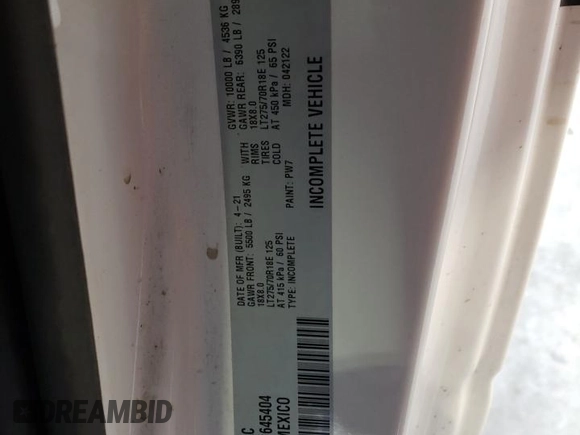 DATE OF MFR (BUILT): 4-21 GVWR: 10000 LB / 4536 KG
GAWR FRONT: 5500 LB / 2495 KG WITH GAWR REAR: 6390 LB / 289
18X8.0 RIMS 18X8.0
LT275/70R18E 125 TIRES LT275/70R18E 125
AT 415 kPa / 60 PSI COLD AT 450 kPa / 65 PSI
TYPE: INCOMPLETE PAINT: PW7 MDH: 042122
INCOMPLETE VEHICLE
C
645404
MEXICO
DREAMBID